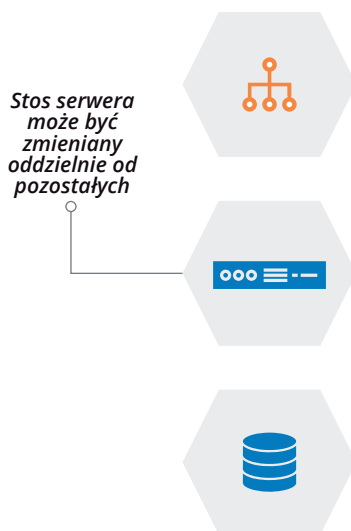 Stos serwera
może być
zmieniany
oddzielnie od
pozostałych